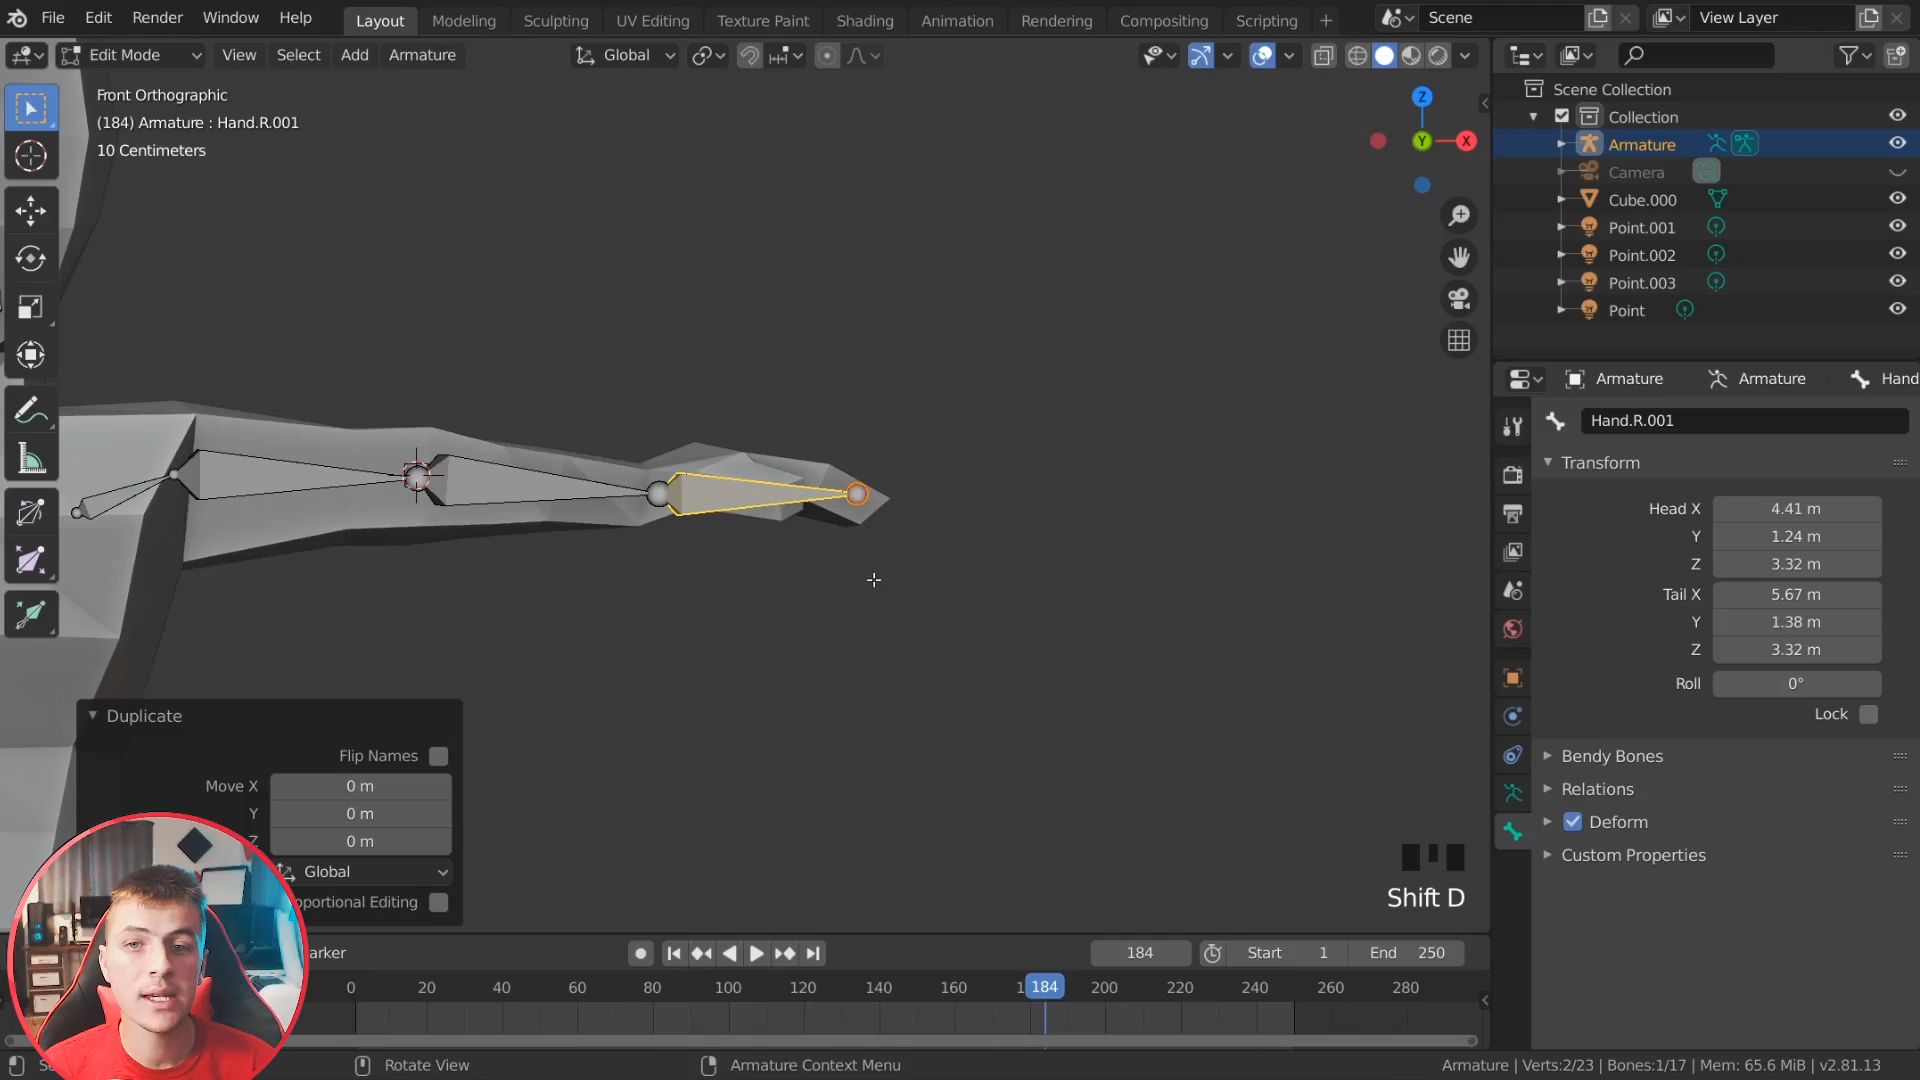 File Edit Render Window Help Layout Modeling Sculpting UV Editing Texture Paint Shading Animation Rendering Compositing Scripting + Scene View Layer
Edit Mode View Select Add Armature Global
Front Orthographic
(184) Armature : Hand.R.001
10 Centimeters
Z
Y
X
Scene Collection
Collection
Armature
Camera
Cube.000
Point.001
Point.002
Point.003
Point
Armature Armature Hand
Hand.R.001
Transform
Head X 4.41 m
Y 1.24 m
Z 3.32 m
Tail X 5.67 m
Y 1.38 m
Z 3.32 m
Roll 0°
Lock
Bendy Bones
Relations
Deform
Custom Properties
Duplicate
Flip Names
Move X 0 m
Y 0 m
Z 0 m
Global
oportional Editing
Shift D
arker 184 Start 1 End 250
0 20 40 60 80 100 120 140 160 1 184 200 220 240 260 280
Rotate View Armature Context Menu Armature | Verts:2/23 | Bones:1/17 | Mem: 65.6 MiB | v2.81.13